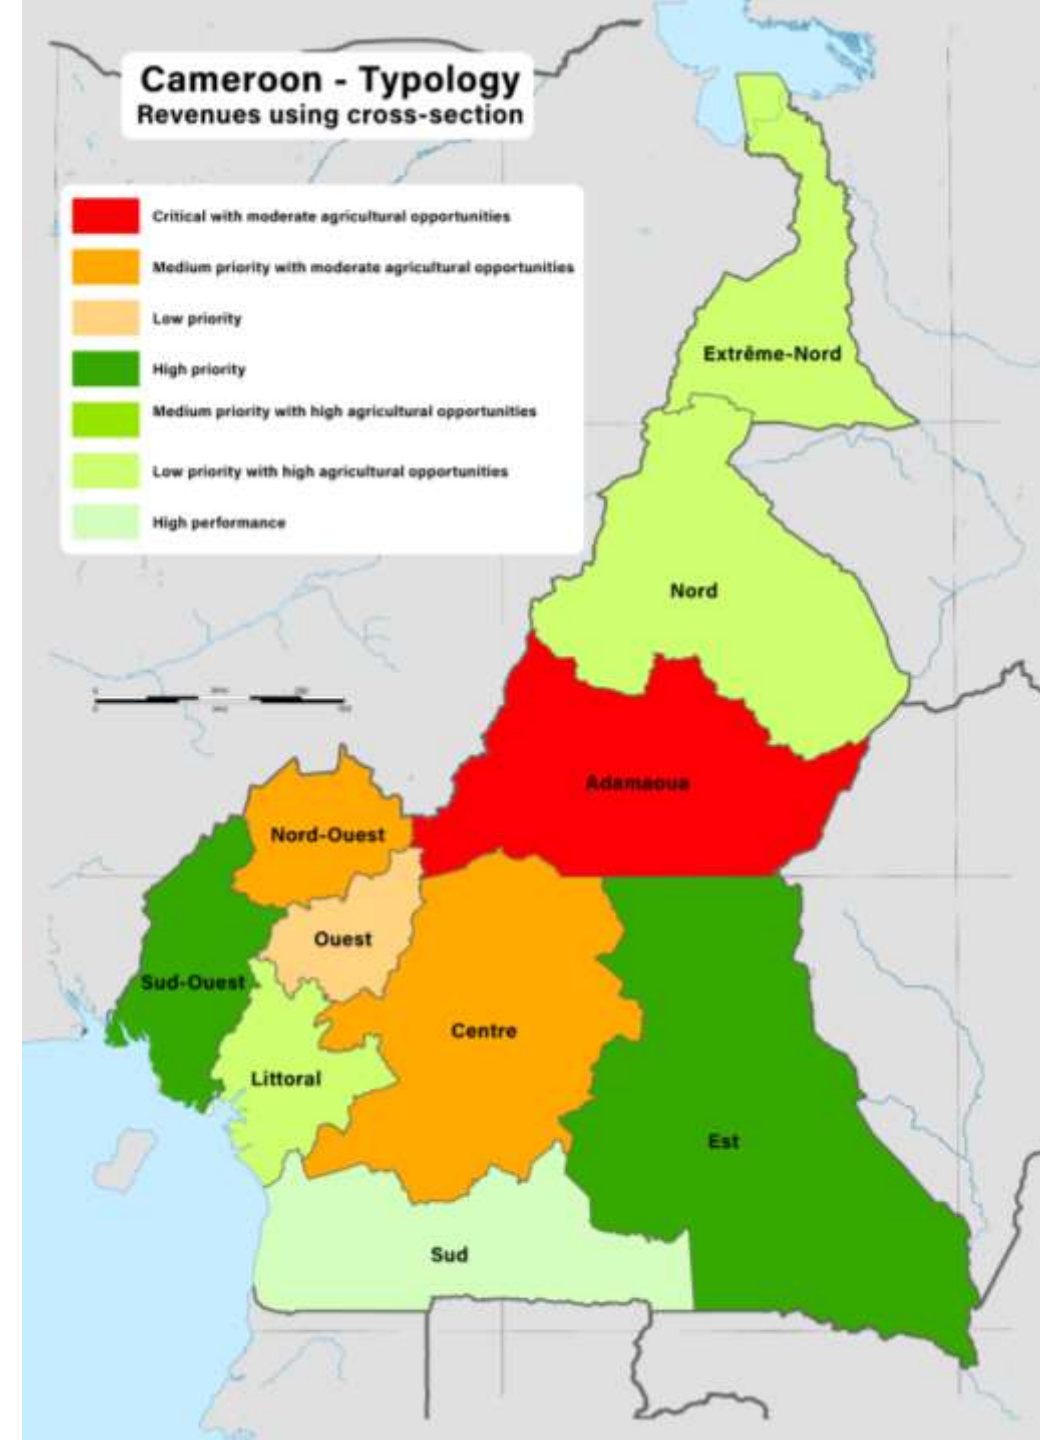 Cameroon - Typology
Revenues using cross-section
Critical with moderate agricultural opportunities
Medium priority with moderate agricultural opportunities
Low priority
High priority
Medium priority with high agricultural opportunities
Low priority with high agricultural opportunities
High performance
Extrême-Nord
Nord
Adamaoua
Nord-Ouest
Ouest
Sud-Ouest
Centre
Littoral
Est
Sud